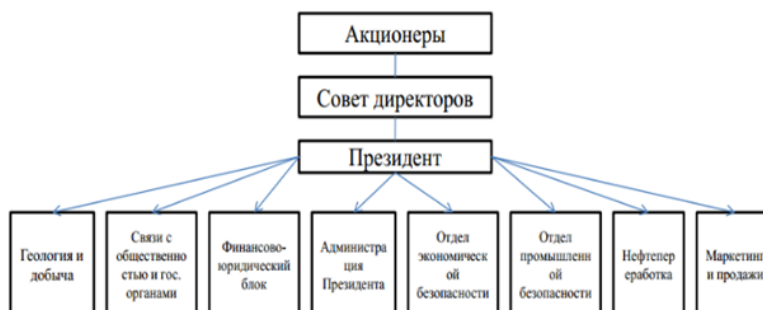 Акционеры
Совет директоров
Президент
Геология и
добыча
Связи с
общественно
стью и гос.
органами
Финансово-
юридический
блок
Администра
ция
Президента
Отдел
экономическ
ой
безопасности
Отдел
промышленн
ой
безопасности
Нефтепер
еработка
Маркетинг
и продажи